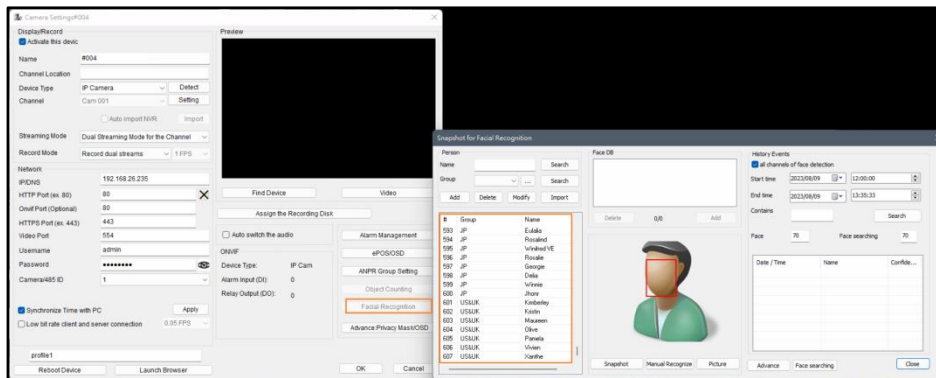 Camera Settings#004
Display/Record
Activate this devic
Name #004
Channel Location
Device Type IP Camera Detect
Channel Cam 001 Setting
Auto Import NVR Import
Streaming Mode Dual Streaming Mode for the Channel
Record Mode Record dual streams 1 FPS
Network
IP/DNS 192.168.26.235
HTTP Port (ex. 80) 80
Onvif Port (Optional) 80
HTTPS Port (ex. 443) 443
Video Port 554
Username admin
Password ••••••••
Camera/485 ID 1
Synchronize Time with PC Apply
Low bit rate client and server connection 0.05 FPS
profile1
Reboot Device Launch Browser
Preview
Find Device Video
Assign the Recording Disk
Auto switch the audio Alarm Management
ONVIF ePOS/OSD
Device Type: IP Cam ANPR Group Setting
Alarm Input (DI): 0 Object Counting
Relay Output (DO): 0 Facial Recognition
Advance:Privacy Mask/OSD
OK Cancel
Snapshot for Facial Recognition
Person
Name Search
Group ... Search
Add Delete Modify Import
# Group Name
593 JP Eulalia
594 JP Rosalind
595 JP Winifred VE
596 JP Rosalie
597 JP Georgie
598 JP Delia
599 JP Winnie
600 JP Jhonr
601 US&UK Kimberley
602 US&UK Kristin
603 US&UK Maureen
604 US&UK Olive
605 US&UK Pamela
606 US&UK Vivian
607 US&UK Xanthe
Face DB
Delete 0/0 Add
Snapshot Manual Recognize Picture
History Events
all channels of face detection
Start time 2023/08/09 12:00:00
End time 2023/08/09 13:35:33
Contains Search
Face 70 Face searching 70
Date / Time Name Confide...
Advance Face searching Close